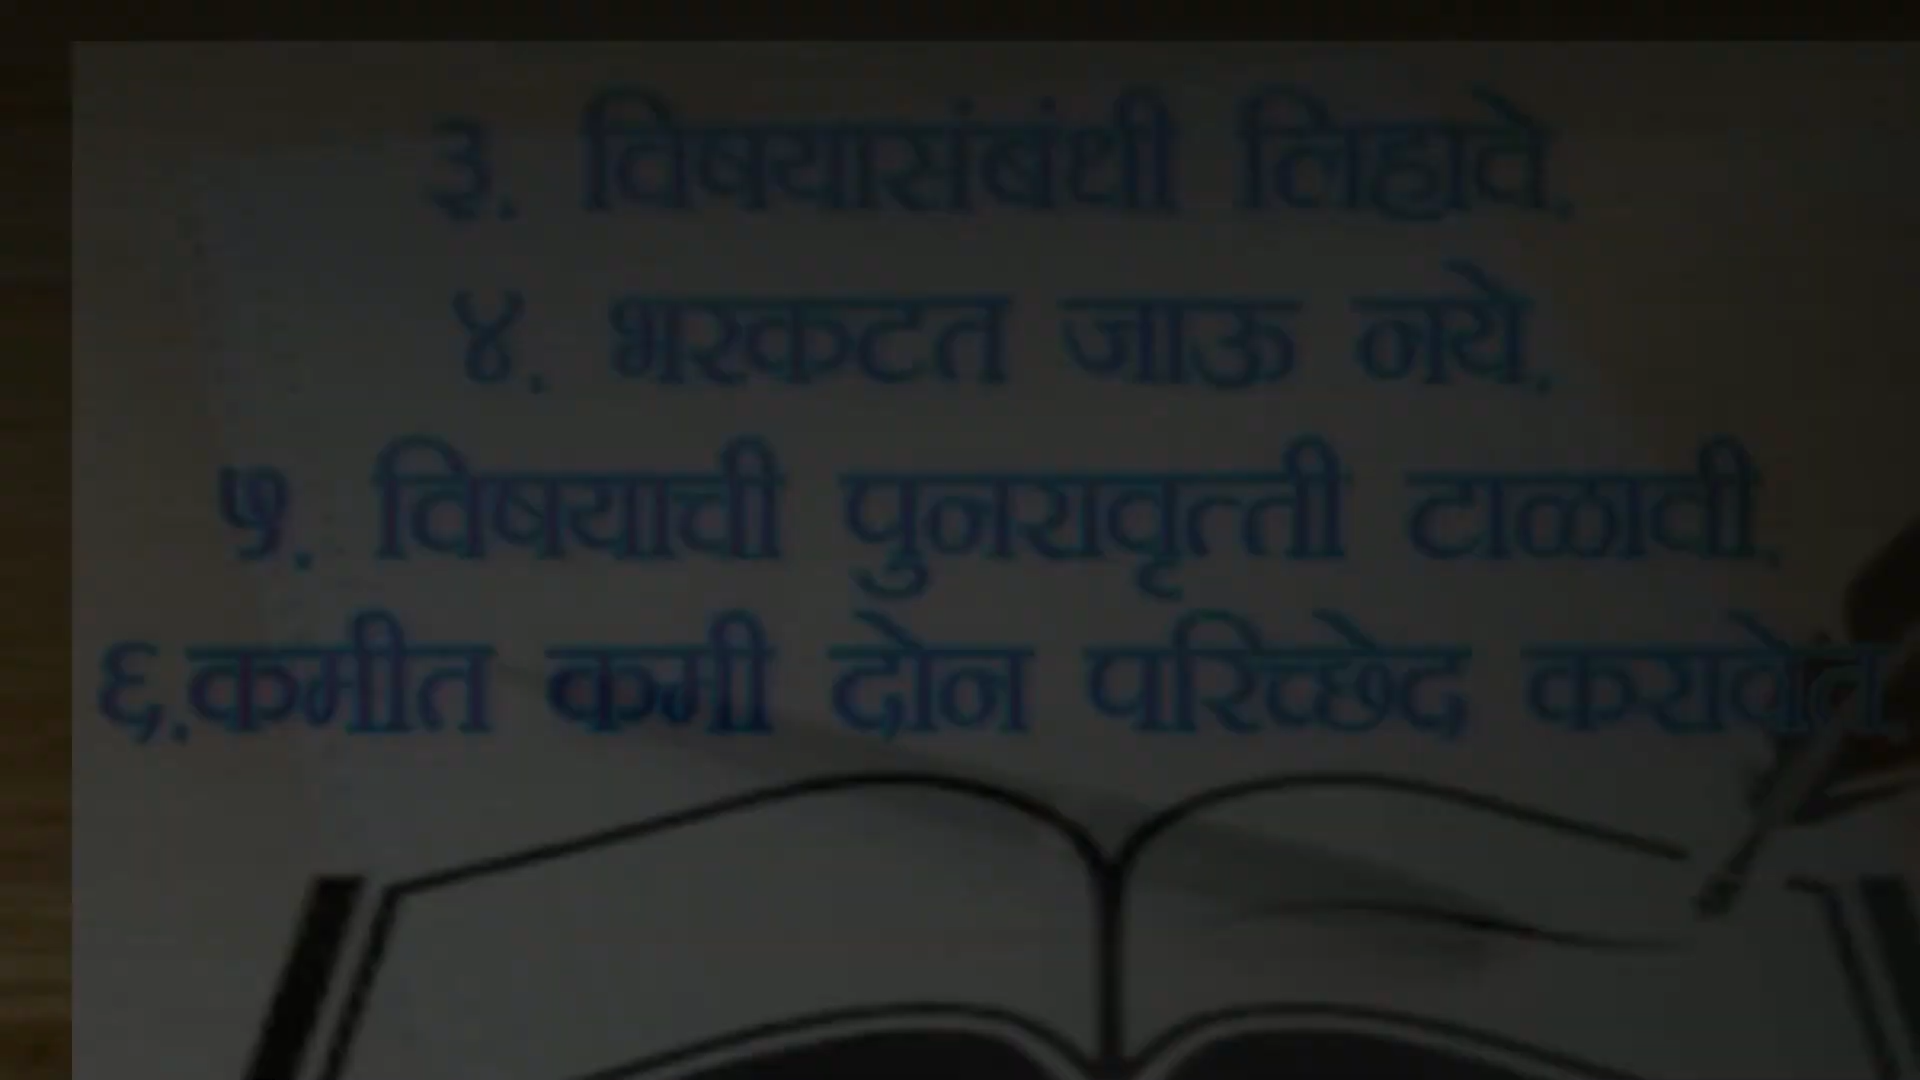 ३. विषयासंबंधी लिहावे.
४. भरकटत जाऊ नये.
५. विषयाची पुनरावृत्ती टाळावी.
६.कमीत कमी दोन परिच्छेद करावेत.